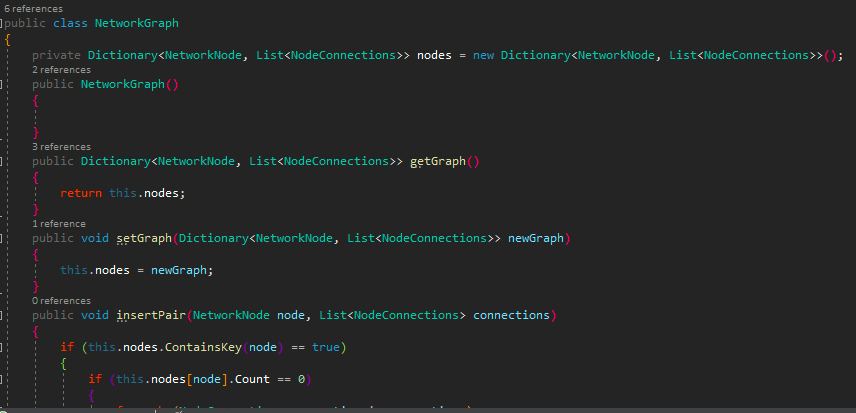 6 references
public class NetworkGraph
{
private Dictionary<NetworkNode, List<NodeConnections>> nodes = new Dictionary<NetworkNode, List<NodeConnections>>();
2 references
public NetworkGraph()
{
}
3 references
public Dictionary<NetworkNode, List<NodeConnections>> getGraph()
{
return this.nodes;
}
1 reference
public void setGraph(Dictionary<NetworkNode, List<NodeConnections>> newGraph)
{
this.nodes = newGraph;
}
0 references
public void insertPair(NetworkNode node, List<NodeConnections> connections)
{
if (this.nodes.ContainsKey(node) == true)
{
if (this.nodes[node].Count == 0)
{